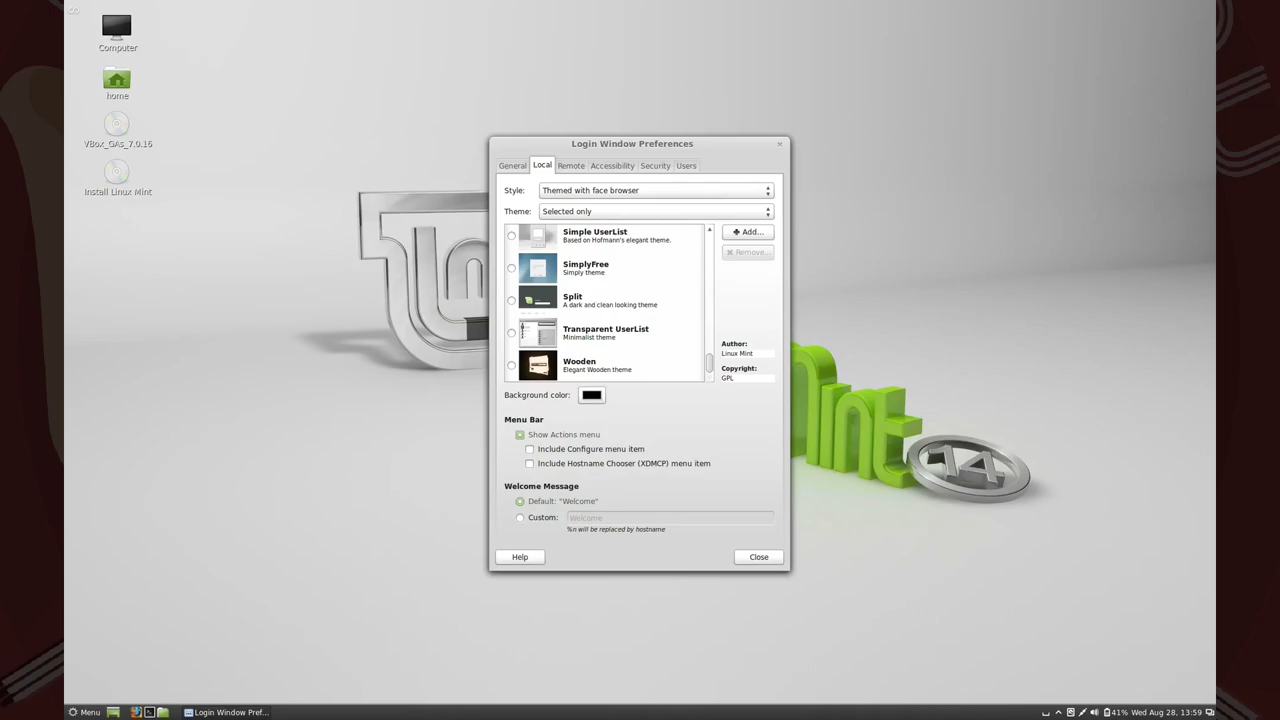 Computer
home
VBox_GAs_7.0.16
Install Linux Mint
Login Window Preferences
General Local Remote Accessibility Security Users
Style: Themed with face browser
Theme: Selected only
Simple UserList
Based on Hofmann's elegant theme.
SimplyFree
Simply theme
Split
A dark and clean looking theme
Transparent UserList
Minimalist theme
Wooden
Elegant Wooden theme
Add...
Remove...
Author:
Linux Mint
Copyright:
GPL
Background color:
Menu Bar
Show Actions menu
Include Configure menu item
Include Hostname Chooser (XDMCP) menu item
Welcome Message
Default: "Welcome"
Custom: Welcome
%n will be replaced by hostname
Help Close
14
Menu Login Window Pref... 41% Wed Aug 28, 13:59